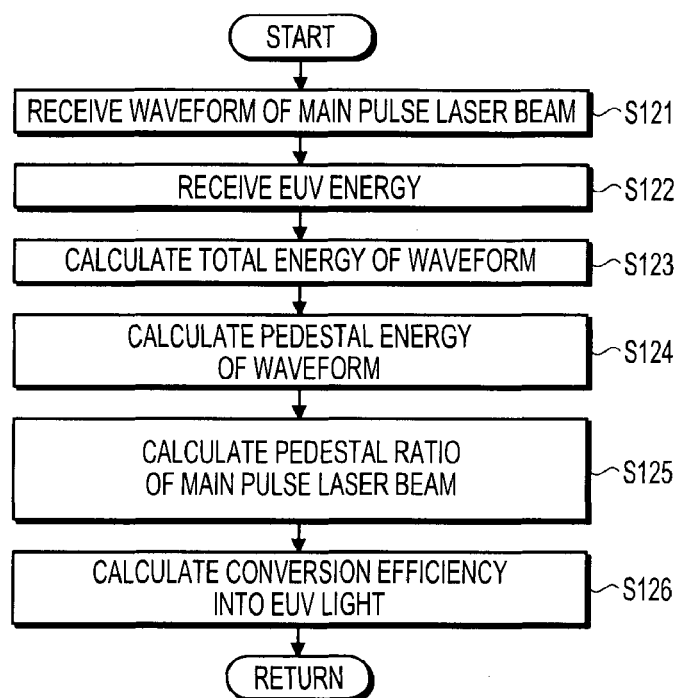 START
RECEIVE WAVEFORM OF MAIN PULSE LASER BEAM
S121
RECEIVE EUV ENERGY
S122
CALCULATE TOTAL ENERGY OF WAVEFORM
S123
CALCULATE PEDESTAL ENERGY
OF WAVEFORM
S124
CALCULATE PEDESTAL RATIO
OF MAIN PULSE LASER BEAM
S125
CALCULATE CONVERSION EFFICIENCY
INTO EUV LIGHT
S126
RETURN